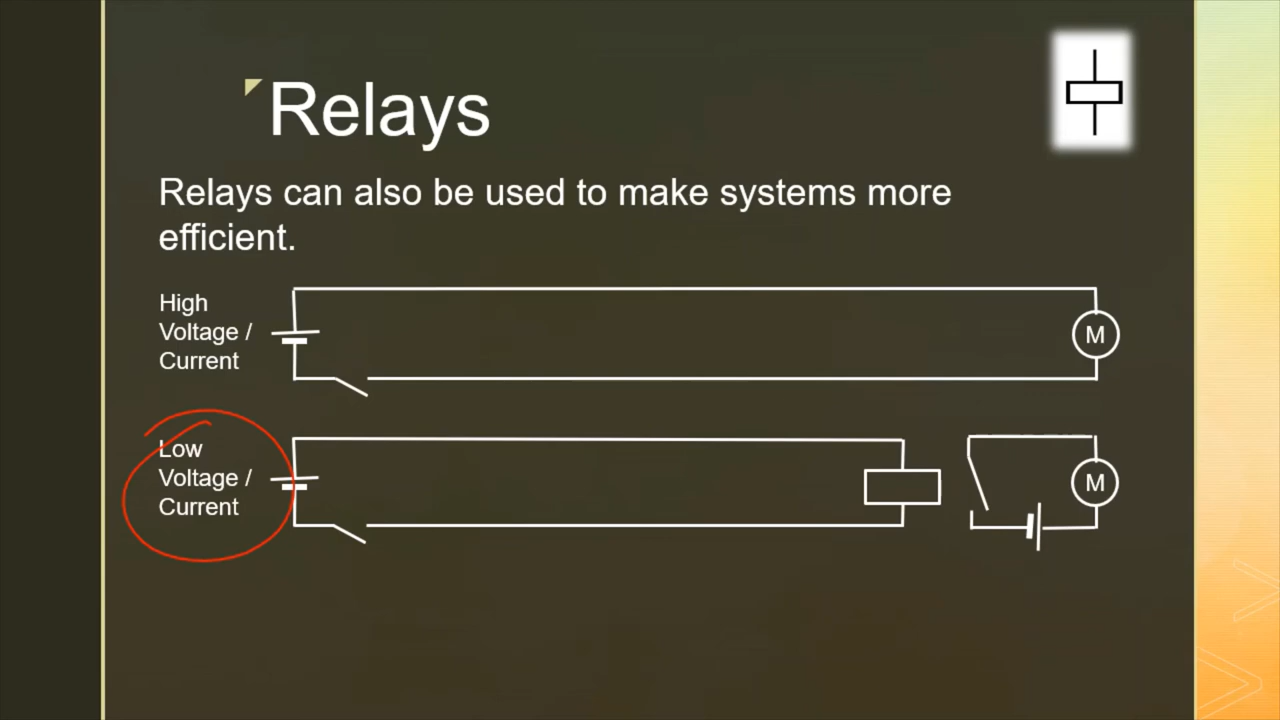 Relays
Relays can also be used to make systems more
efficient.
High
Voltage /
Current
M
Low
Voltage /
Current
M